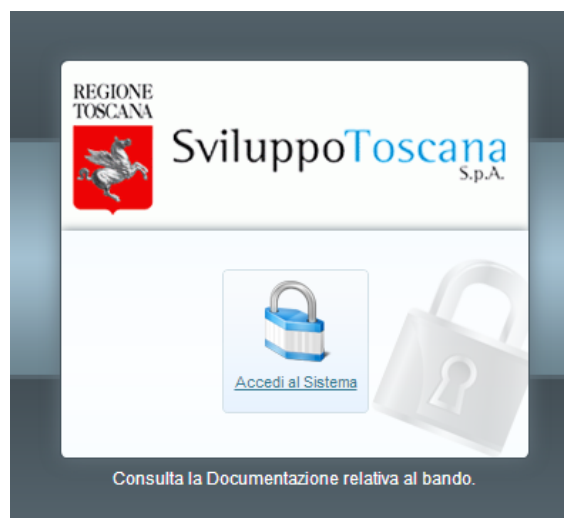 REGIONE
TOSCANA
SviluppoToscana
S.p.A.
Accedi al Sistema
Consulta la Documentazione relativa al bando.